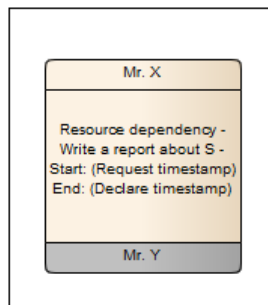 Mr. X
Resource dependency -
Write a report about S -
Start: (Request timestamp)
End: (Declare timestamp)
Mr. Y